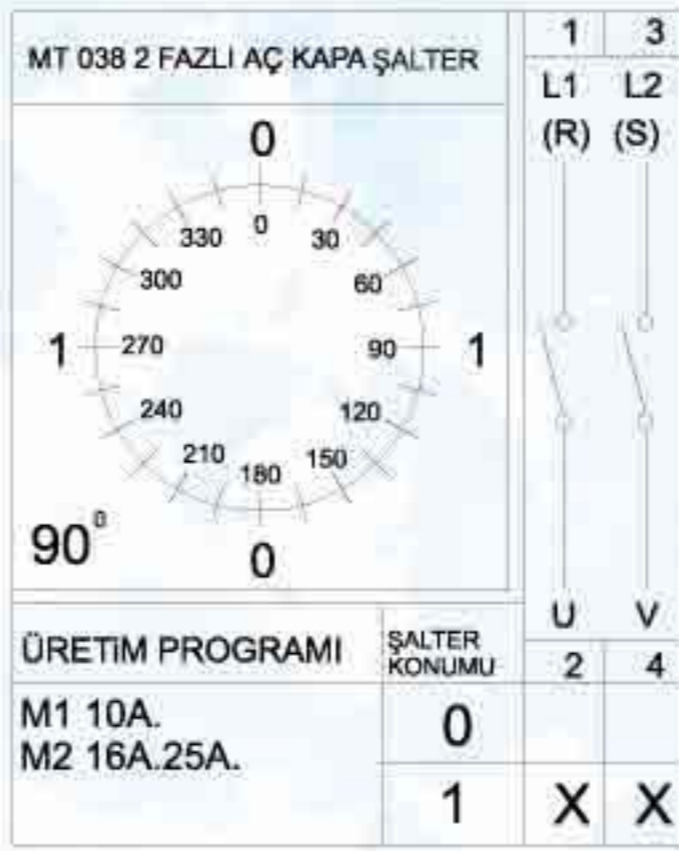 MT 038 2 FAZLI AÇ KAPA ŞALTER
1 3
L1 L2
(R) (S)
0
0
330 30
300 60
1 270 90 1
240 120
210 150
180
90°
0
U V
2 4
ÜRETİM PROGRAMI
ŞALTER
KONUMU
M1 10A.
M2 16A.25A.
0
1 X X